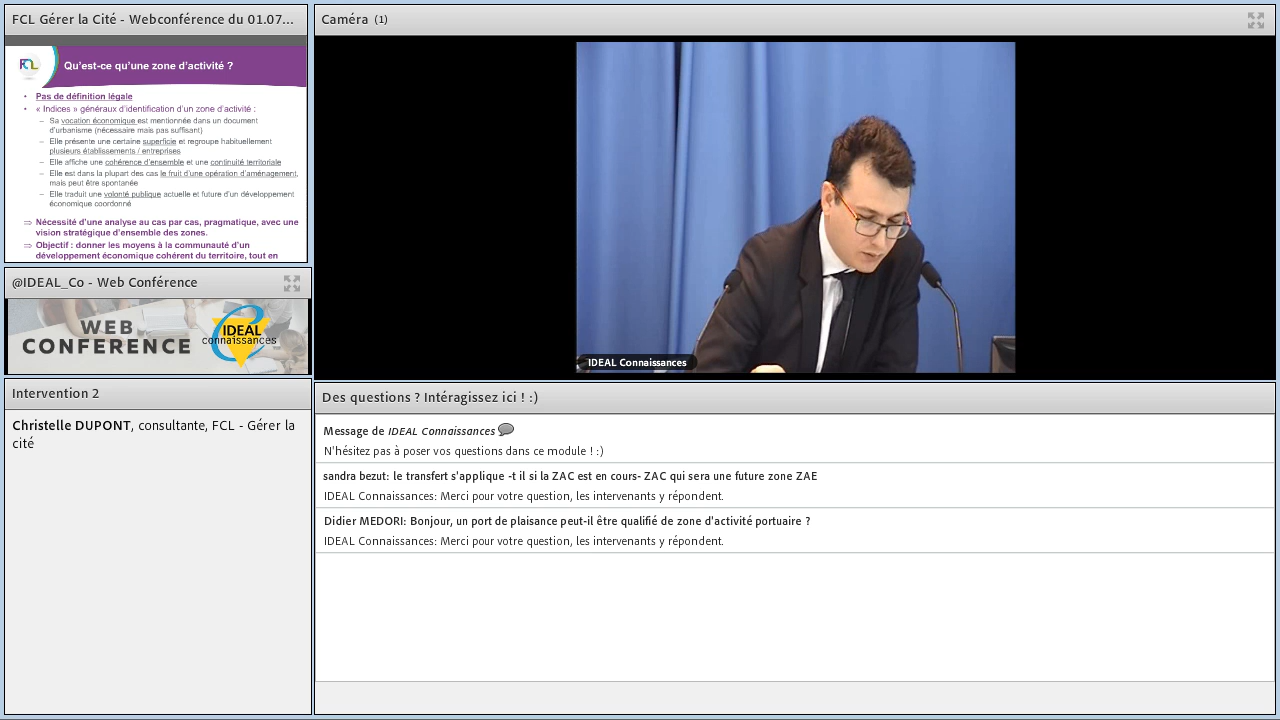 FCL Gérer la Cité - Webconférence du 01.07...
FCL
Qu'est-ce qu'une zone d'activité ?
• Pas de définition légale
• « Indices » généraux d'identification d'un zone d'activité :
– Sa vocation économique est mentionnée dans un document
d'urbanisme (nécessaire mais pas suffisant)
– Elle présente une certaine superficie et regroupe habituellement
plusieurs établissements / entreprises
– Elle affiche une cohérence d'ensemble et une continuité territoriale
– Elle est dans la plupart des cas le fruit d'une opération d'aménagement,
mais peut être spontanée
– Elle traduit une volonté publique actuelle et future d'un développement
économique coordonné
⇒ Nécessité d'une analyse au cas par cas, pragmatique, avec une
vision stratégique d'ensemble des zones.
⇒ Objectif : donner les moyens à la communauté d'un
développement économique cohérent du territoire, tout en
@IDEAL_Co - Web Conférence
WEB
CONFERENCE
IDEAL
connaissances
Intervention 2
Christelle DUPONT, consultante, FCL - Gérer la
cité
Caméra (1)
IDEAL Connaissances
Des questions ? Intéragissez ici ! :)
Message de IDEAL Connaissances
N'hésitez pas à poser vos questions dans ce module ! :)
sandra bezut: le transfert s'applique -t il si la ZAC est en cours- ZAC qui sera une future zone ZAE
IDEAL Connaissances: Merci pour votre question, les intervenants y répondent.
Didier MEDORI: Bonjour, un port de plaisance peut-il être qualifié de zone d'activité portuaire ?
IDEAL Connaissances: Merci pour votre question, les intervenants y répondent.